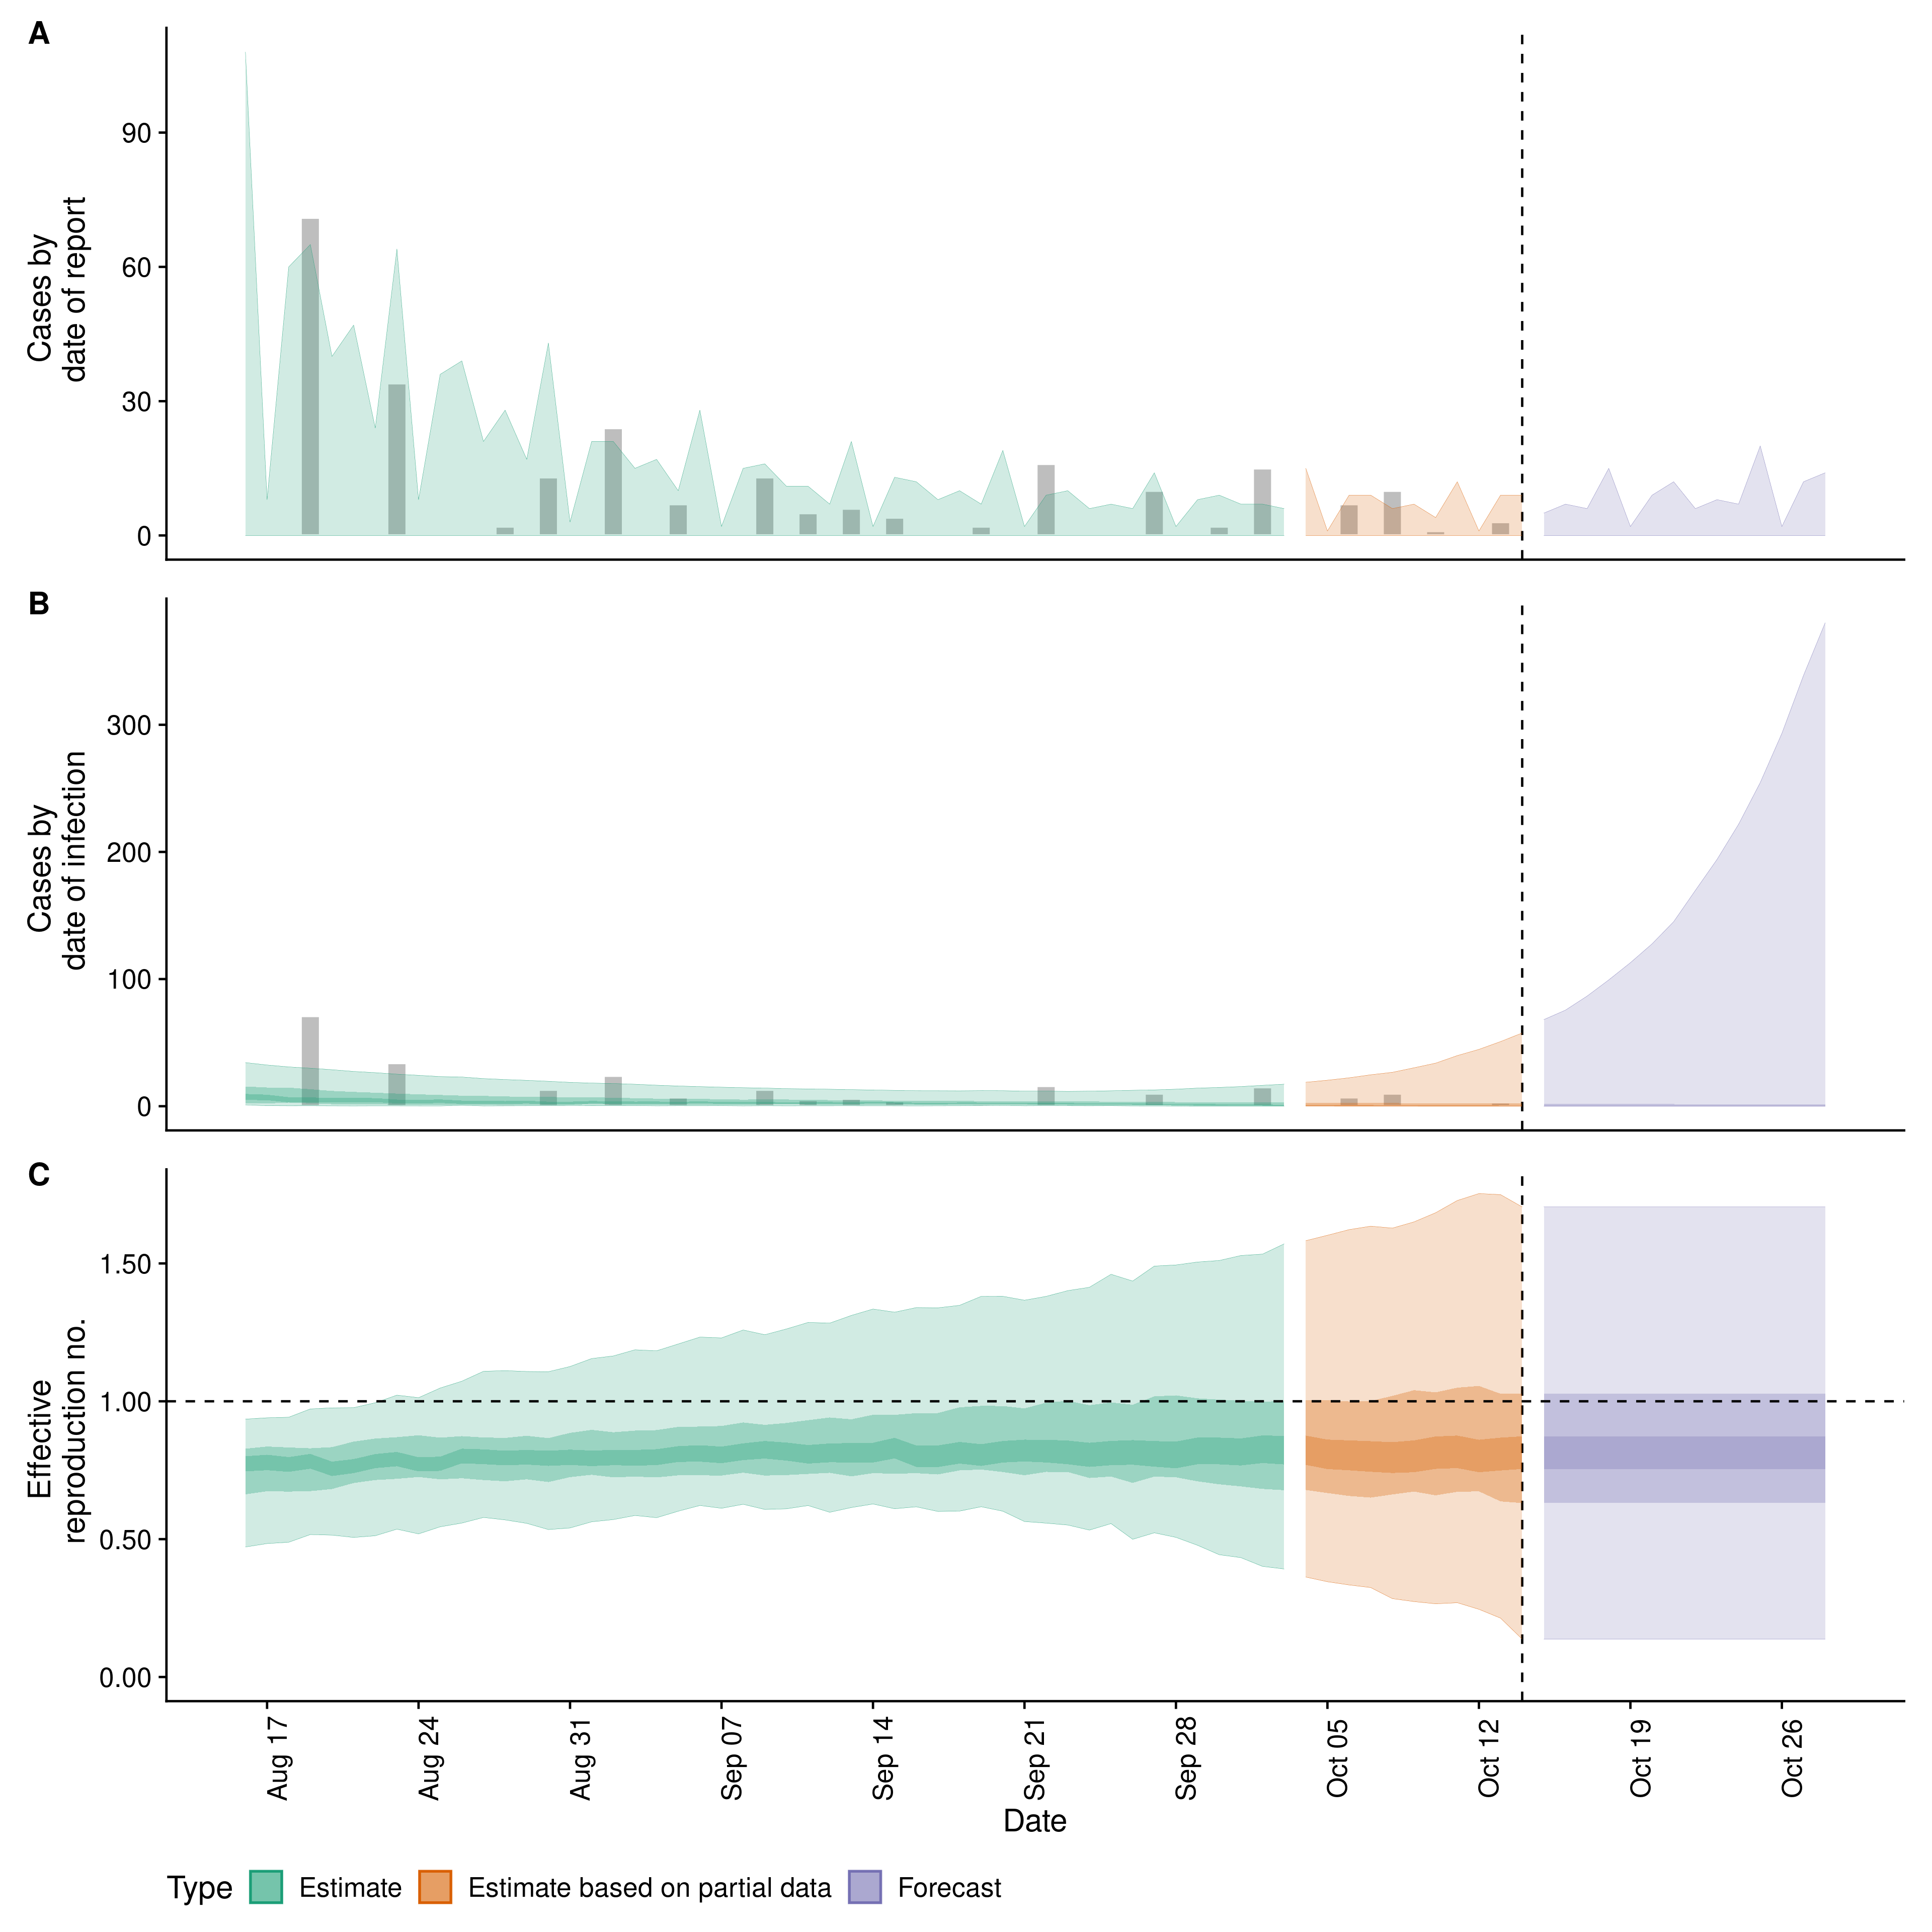 A
Cases by
date of report
90
60
30
0
B
Cases by
date of infection
300
200
100
0
C
Effective
reproduction no.
1.50
1.00
0.50
0.00
Aug 17
Aug 24
Aug 31
Sep 07
Sep 14
Sep 21
Sep 28
Oct 05
Oct 12
Oct 19
Oct 26
Date
Type
Estimate
Estimate based on partial data
Forecast